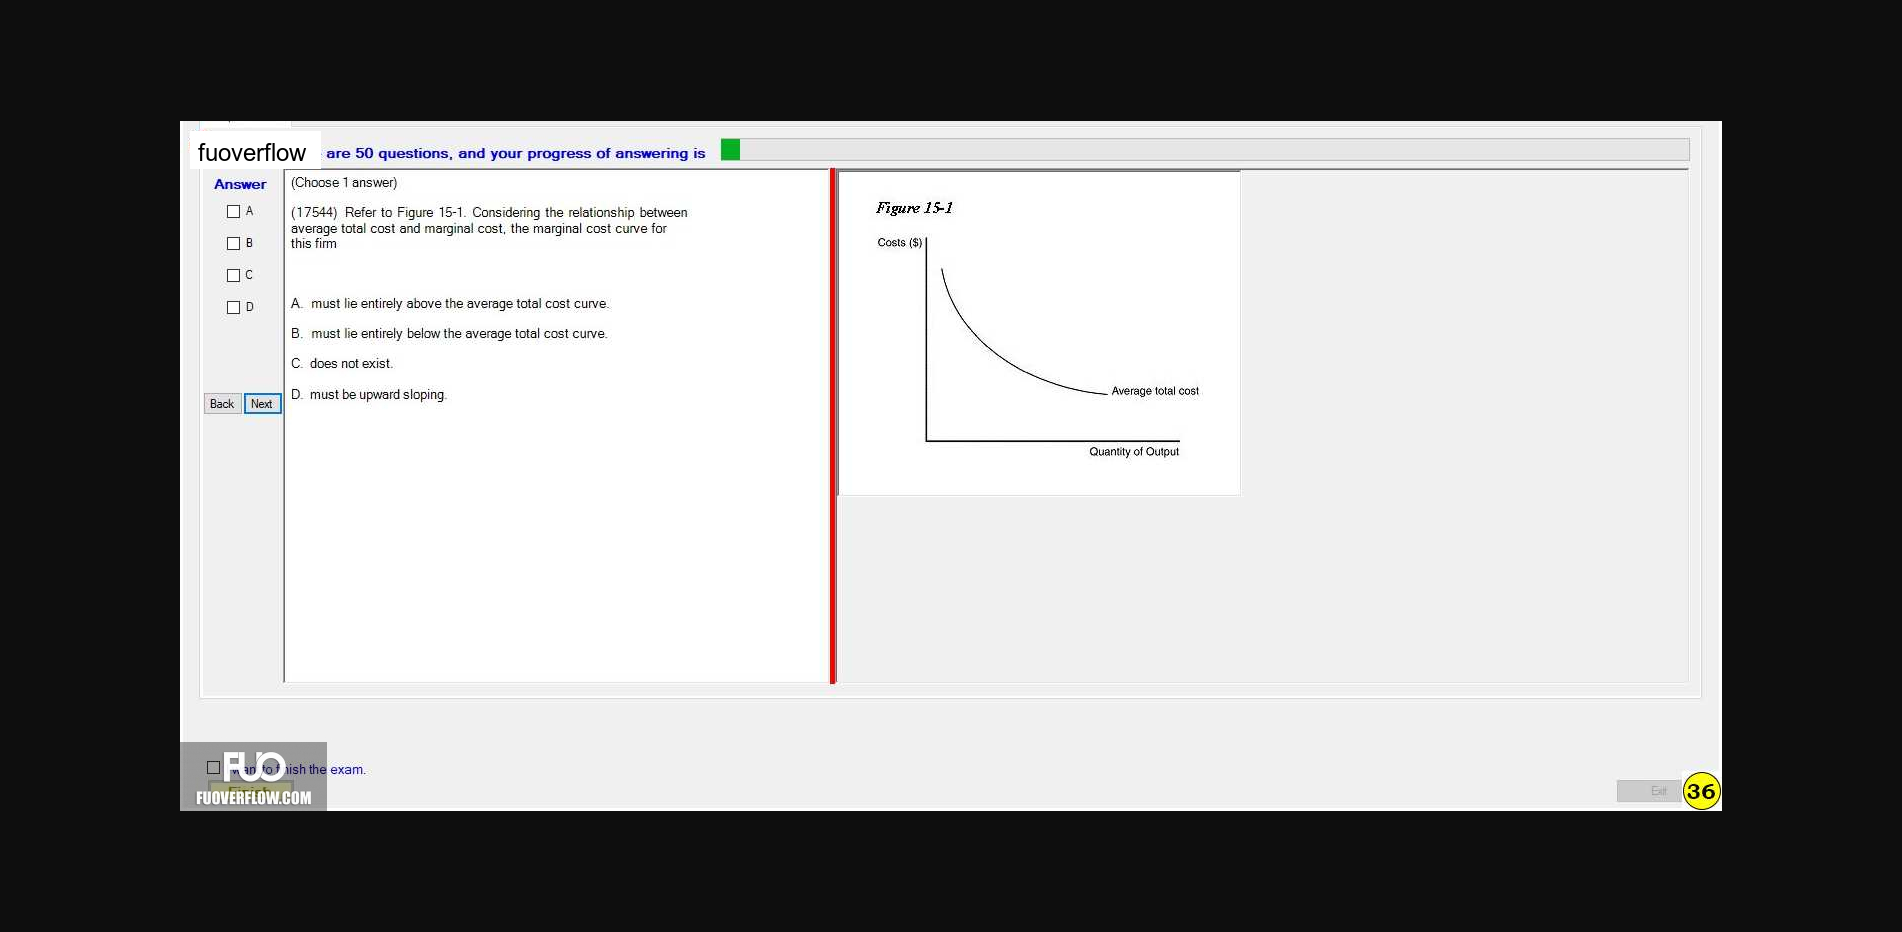 fuoverflow are 50 questions, and your progress of answering is
Answer
A
B
C
D
Back Next
(Choose 1 answer)
(17544) Refer to Figure 15-1. Considering the relationship between
average total cost and marginal cost, the marginal cost curve for
this firm
A. must lie entirely above the average total cost curve.
B. must lie entirely below the average total cost curve.
C. does not exist.
D. must be upward sloping.
Figure 15-1
Costs ($)
Average total cost
Quantity of Output
FUO
want to finish the exam.
Finish
FUOVERFLOW.COM
Exit
36